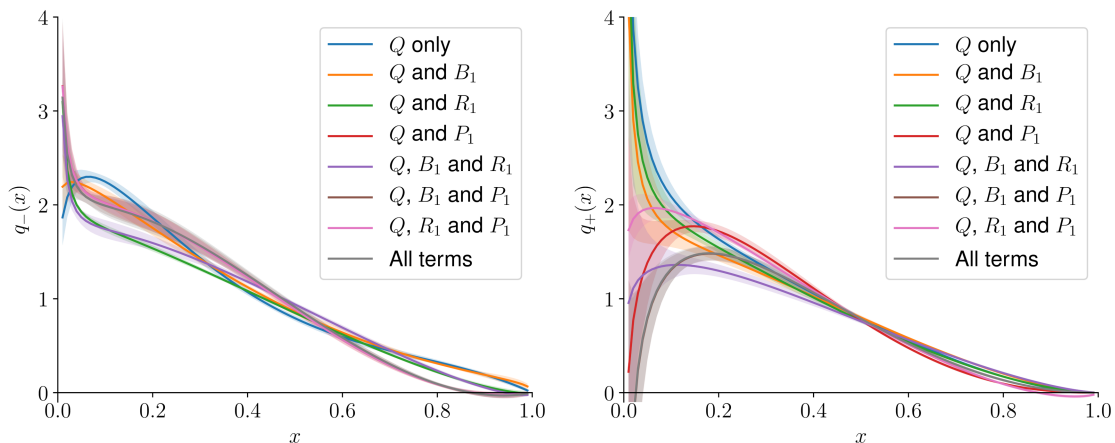 4
3
2
1
0
0.0
0.2
0.4
0.6
0.8
1.0
q₋(x)
x
Q only
Q and B₁
Q and R₁
Q and P₁
Q, B₁ and R₁
Q, B₁ and P₁
Q, R₁ and P₁
All terms
4
3
2
1
0
0.0
0.2
0.4
0.6
0.8
1.0
q₊(x)
x
Q only
Q and B₁
Q and R₁
Q and P₁
Q, B₁ and R₁
Q, B₁ and P₁
Q, R₁ and P₁
All terms